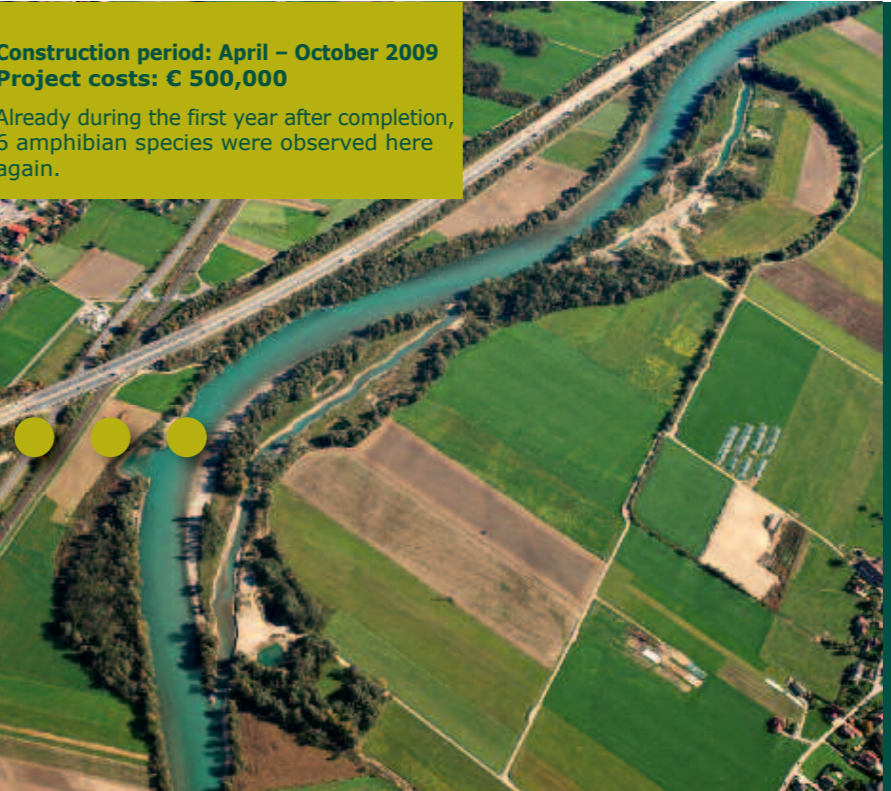 Construction period: April – October 2009
Project costs: € 500,000
Already during the first year after completion,
6 amphibian species were observed here
again.